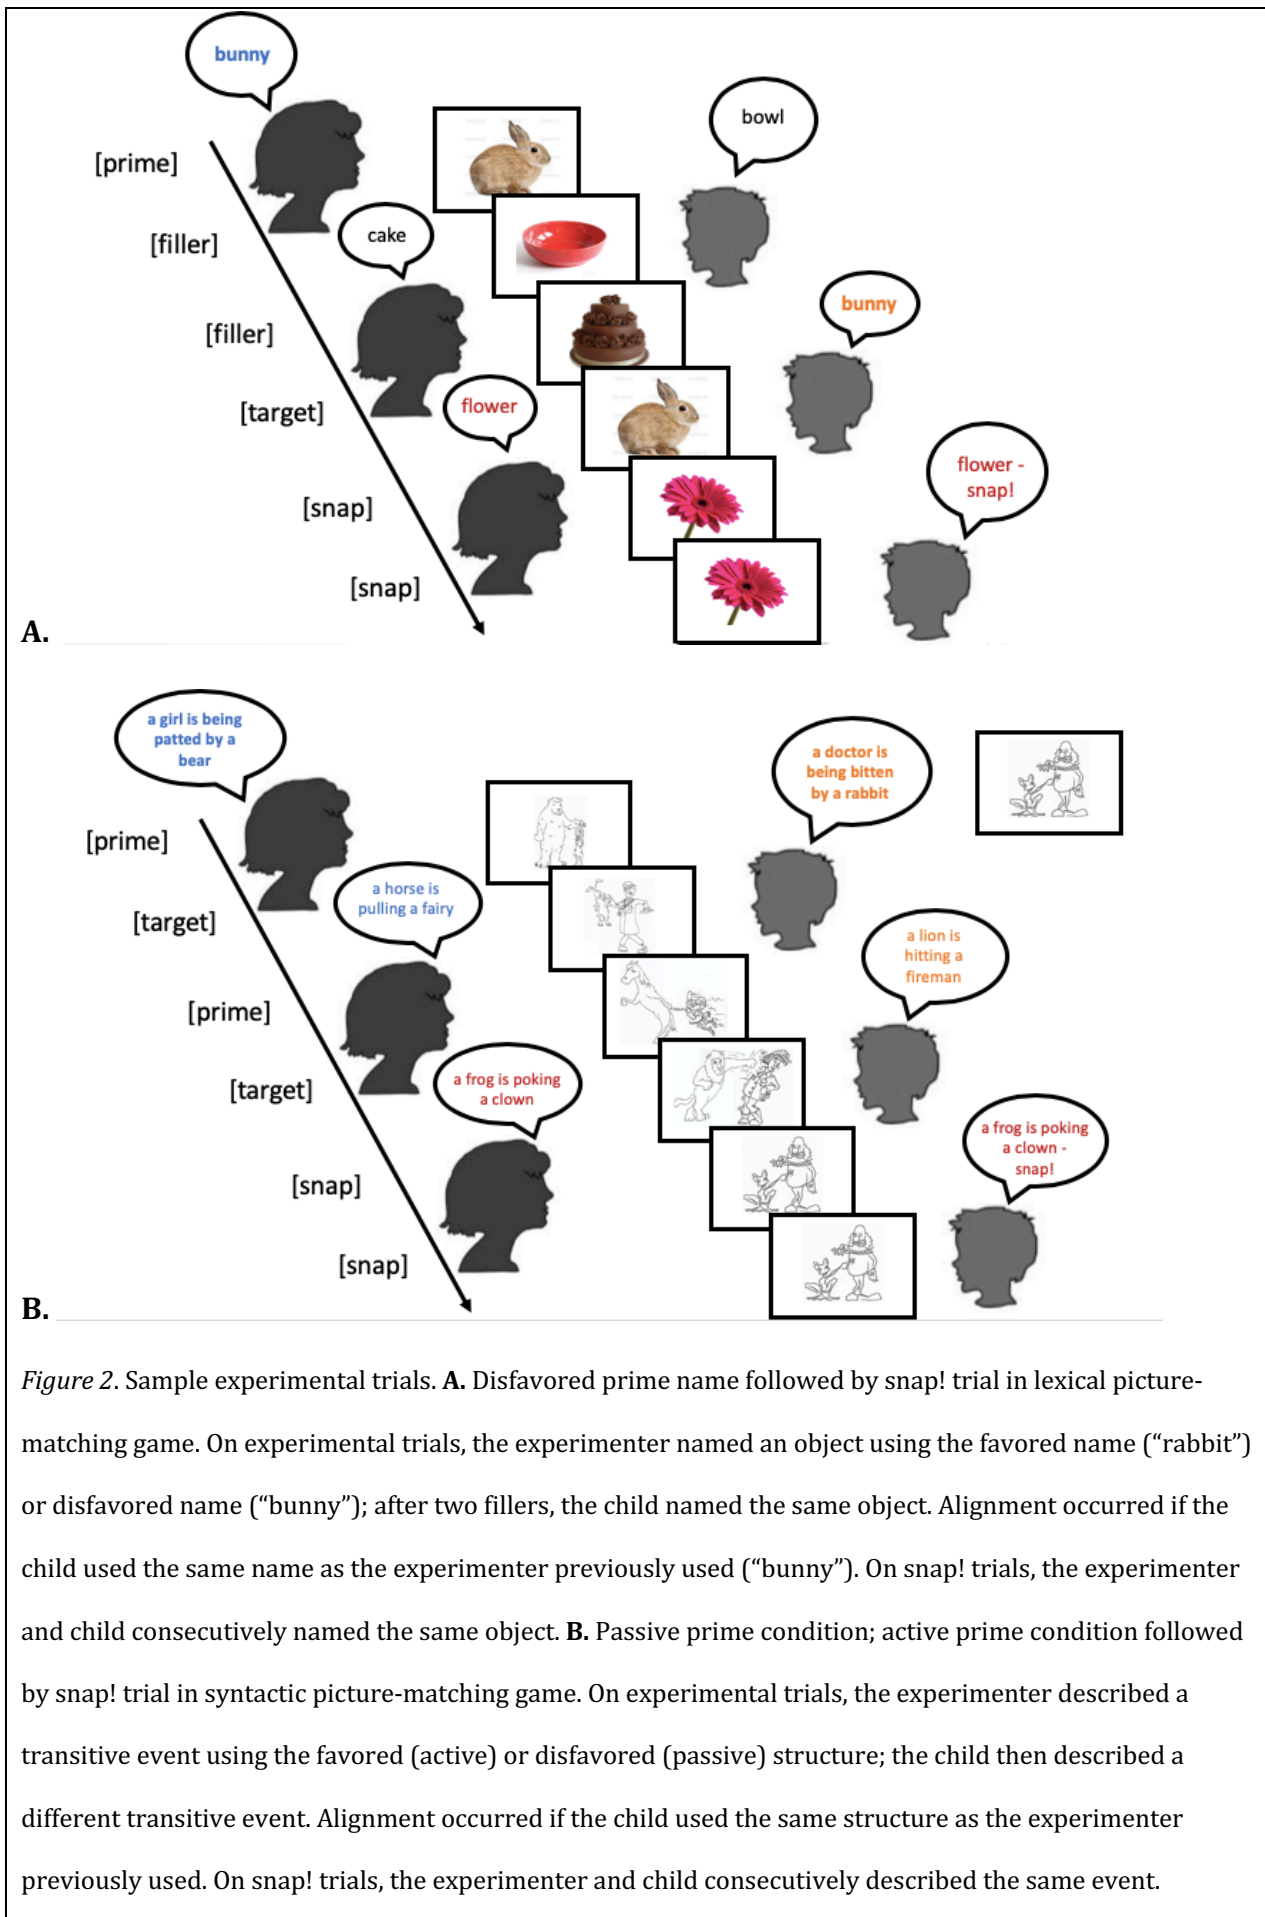 bunny
bowl
[prime]
[filler]
cake
[filler]
bunny
[target]
flower
flower -
snap!
[snap]
[snap]
A.
a girl is being
patted by a
bear
a doctor is
being bitten
by a rabbit
[prime]
a horse is
pulling a fairy
[target]
a lion is
hitting a
fireman
[prime]
[target]
a frog is poking
a clown
a frog is poking
a clown -
snap!
[snap]
[snap]
B.
Figure 2. Sample experimental trials. A. Disfavored prime name followed by snap! trial in lexical picture-
matching game. On experimental trials, the experimenter named an object using the favored name (“rabbit”)
or disfavored name (“bunny”); after two fillers, the child named the same object. Alignment occurred if the
child used the same name as the experimenter previously used (“bunny”). On snap! trials, the experimenter
and child consecutively named the same object. B. Passive prime condition; active prime condition followed
by snap! trial in syntactic picture-matching game. On experimental trials, the experimenter described a
transitive event using the favored (active) or disfavored (passive) structure; the child then described a
different transitive event. Alignment occurred if the child used the same structure as the experimenter
previously used. On snap! trials, the experimenter and child consecutively described the same event.